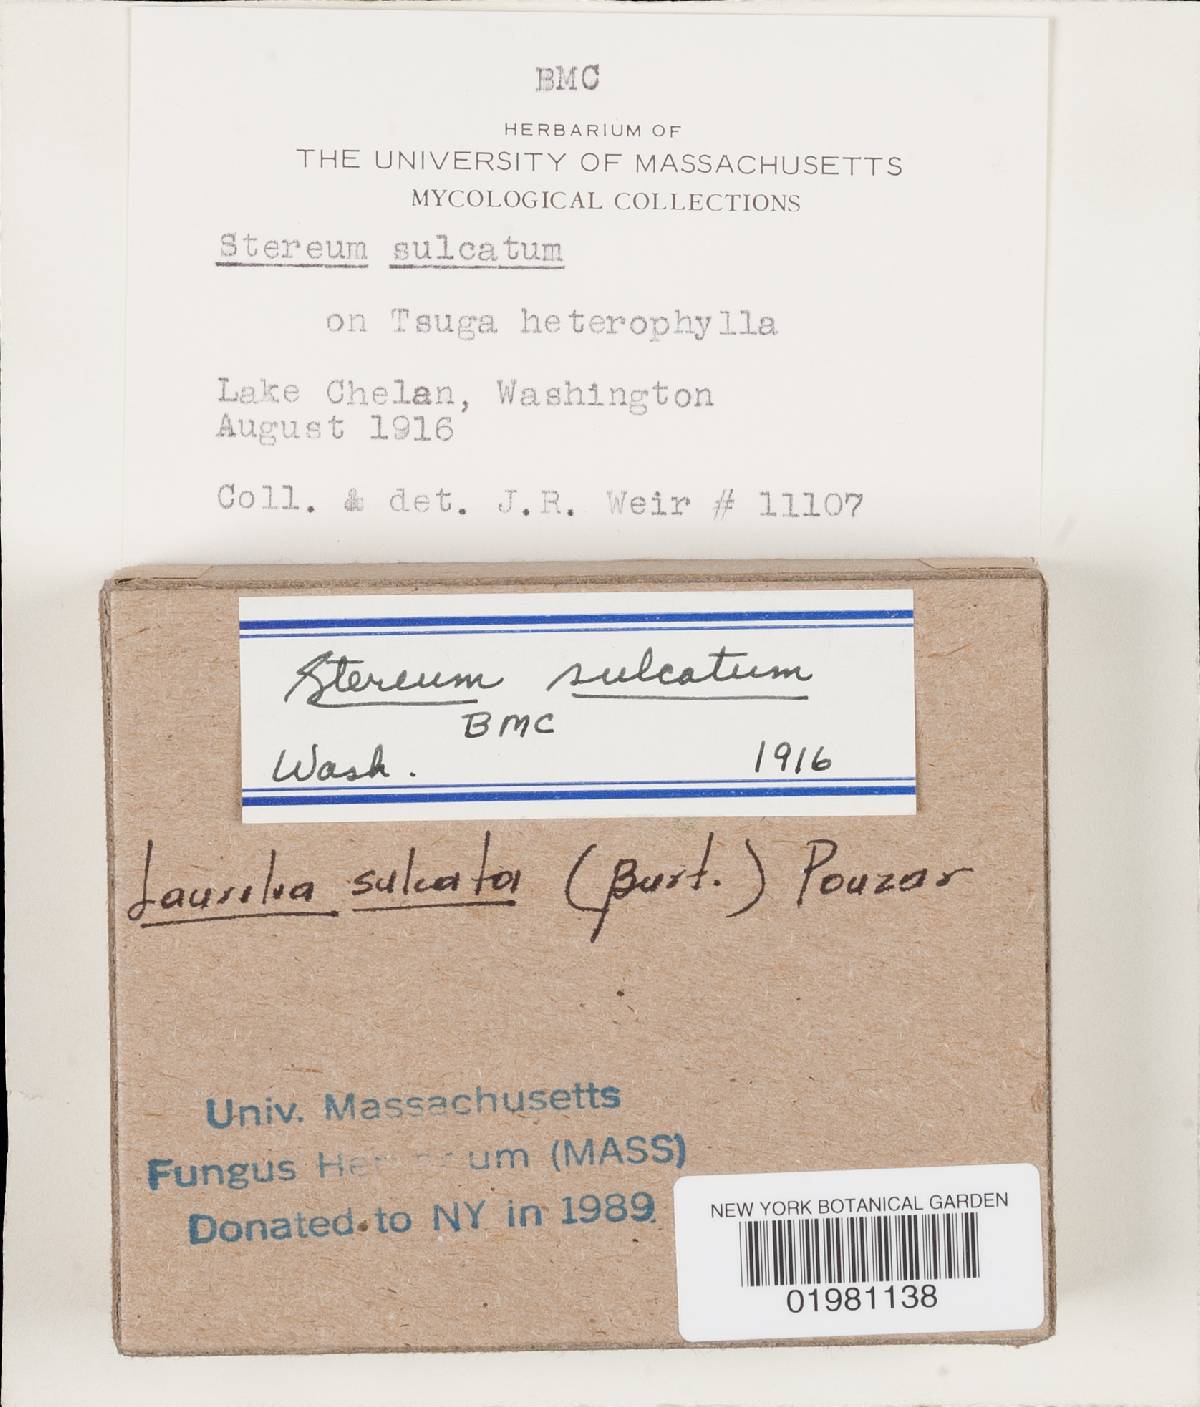 BMC
HERBARIUM OF
THE UNIVERSITY OF MASSACHUSETTS
MYCOLOGICAL COLLECTIONS
Stereum sulcatum
on Tsuga heterophylla
Lake Chelan, Washington
August 1916
Coll. & det. J.R. Weir # 11107
Stereum sulcatum
BMC
Wash. 1916
Laurilia sulcata (Burt.) Pouzar
Univ. Massachusetts
Fungus Herbarium (MASS)
Donated to NY in 1989
NEW YORK BOTANICAL GARDEN
01981138